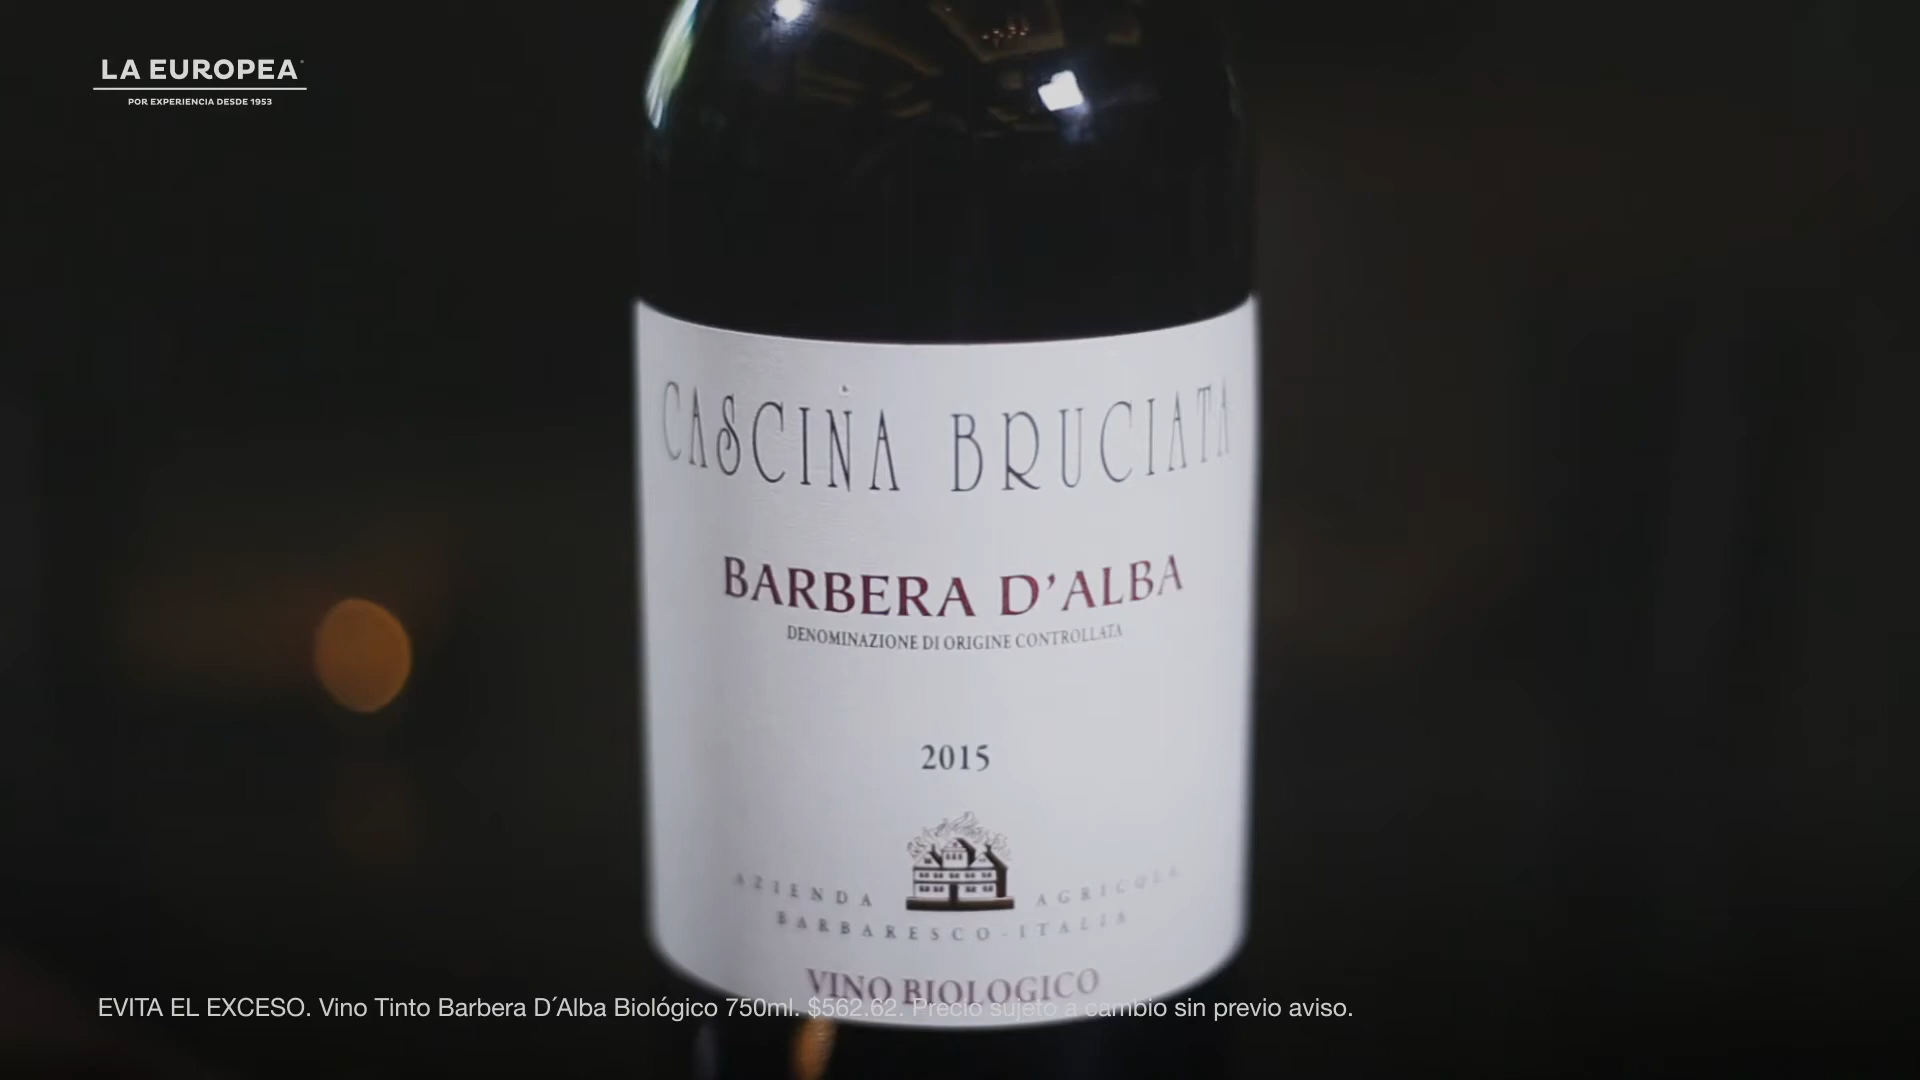 LA EUROPEA
POR EXPERIENCIA DESDE 1953
CASCINA BRUCIATA
BARBERA D'ALBA
DENOMINAZIONE DI ORIGINE CONTROLLATA
2015
AZIENDA AGRICOLA
BARBARESCO-ITALIA
VINO BIOLOGICO
EVITA EL EXCESO. Vino Tinto Barbera D´Alba Biológico 750ml. $562.62. Precio sujeto a cambio sin previo aviso.